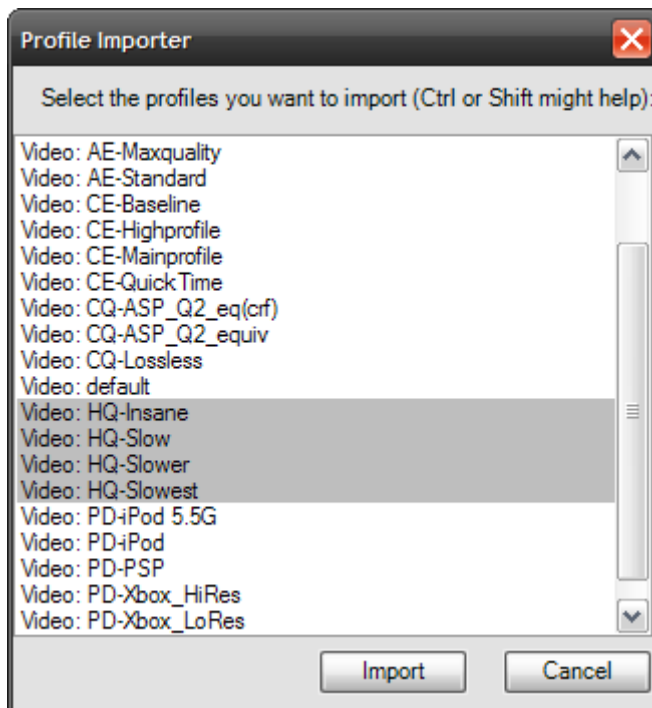 Profile Importer
Select the profiles you want to import (Ctrl or Shift might help):
Video: AE-Maxquality
Video: AE-Standard
Video: CE-Baseline
Video: CE-Highprofile
Video: CE-Mainprofile
Video: CE-QuickTime
Video: CQ-ASP_Q2_eq(crf)
Video: CQ-ASP_Q2_equiv
Video: CQ-Lossless
Video: default
Video: HQ-Insane
Video: HQ-Slow
Video: HQ-Slower
Video: HQ-Slowest
Video: PD-iPod 5.5G
Video: PD-iPod
Video: PD-PSP
Video: PD-Xbox_HiRes
Video: PD-Xbox_LoRes
Import Cancel